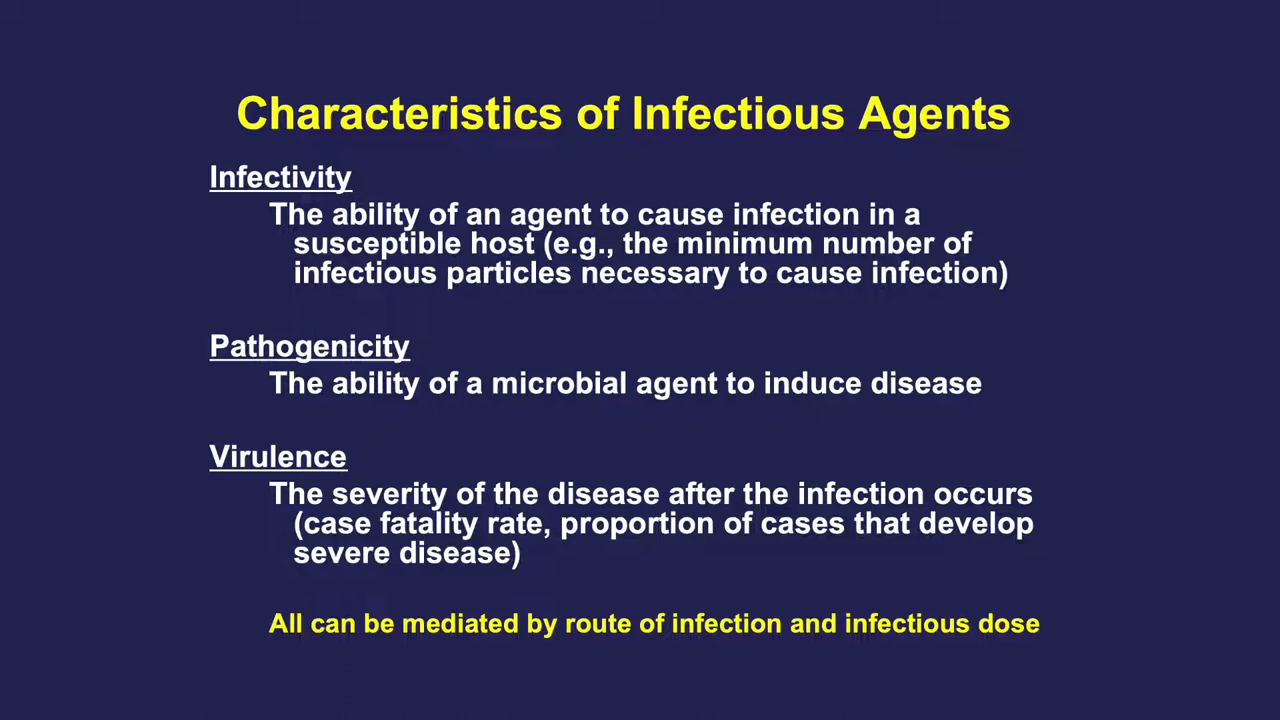 Characteristics of Infectious Agents
Infectivity
The ability of an agent to cause infection in a
susceptible host (e.g., the minimum number of
infectious particles necessary to cause infection)
Pathogenicity
The ability of a microbial agent to induce disease
Virulence
The severity of the disease after the infection occurs
(case fatality rate, proportion of cases that develop
severe disease)
All can be mediated by route of infection and infectious dose